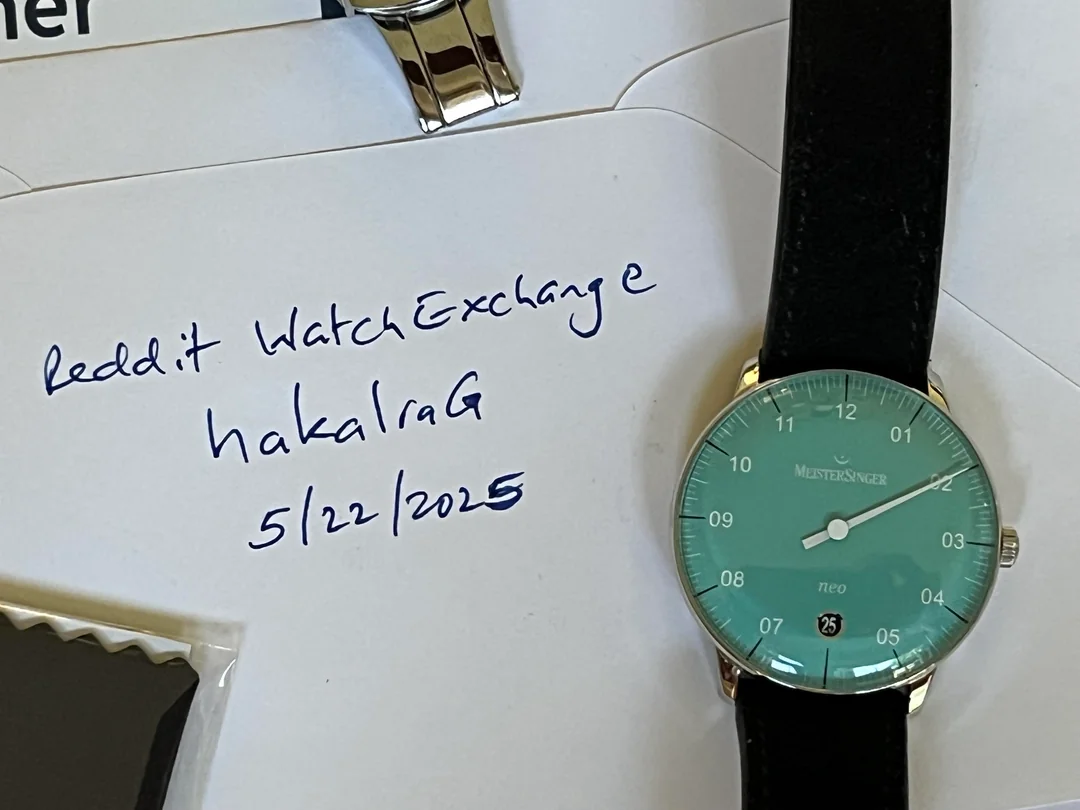 ner
Reddit WatchExchange
hakalraG
5/22/2025
12
11
01
10
02
MEISTERSINGER
09
03
08
neo
04
07
25
05